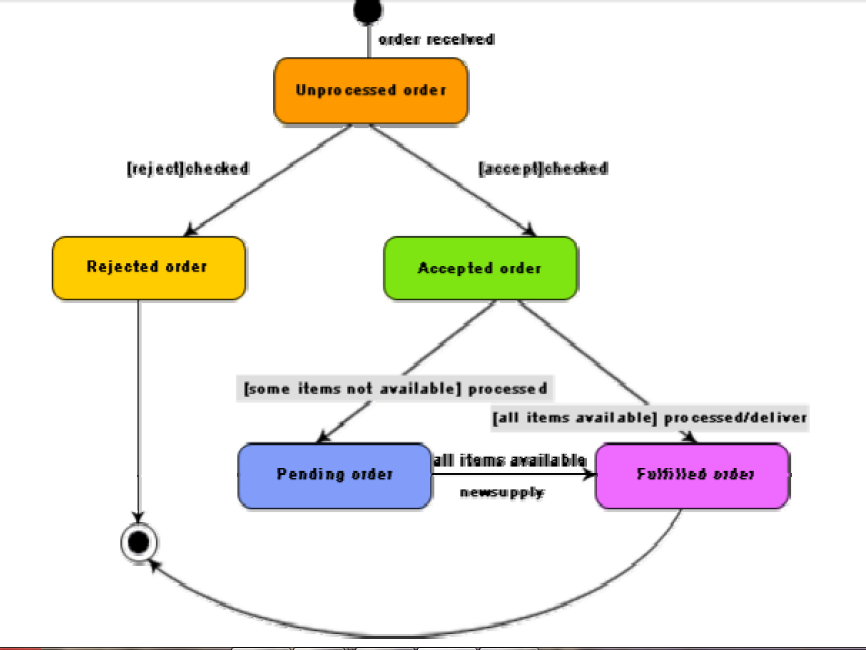 order received
Unprocessed order
[reject]checked
[accept]checked
Rejected order
Accepted order
[some items not available] processed
[all items available] processed/deliver
Pending order
all items available
newsupply
Fulfilled order